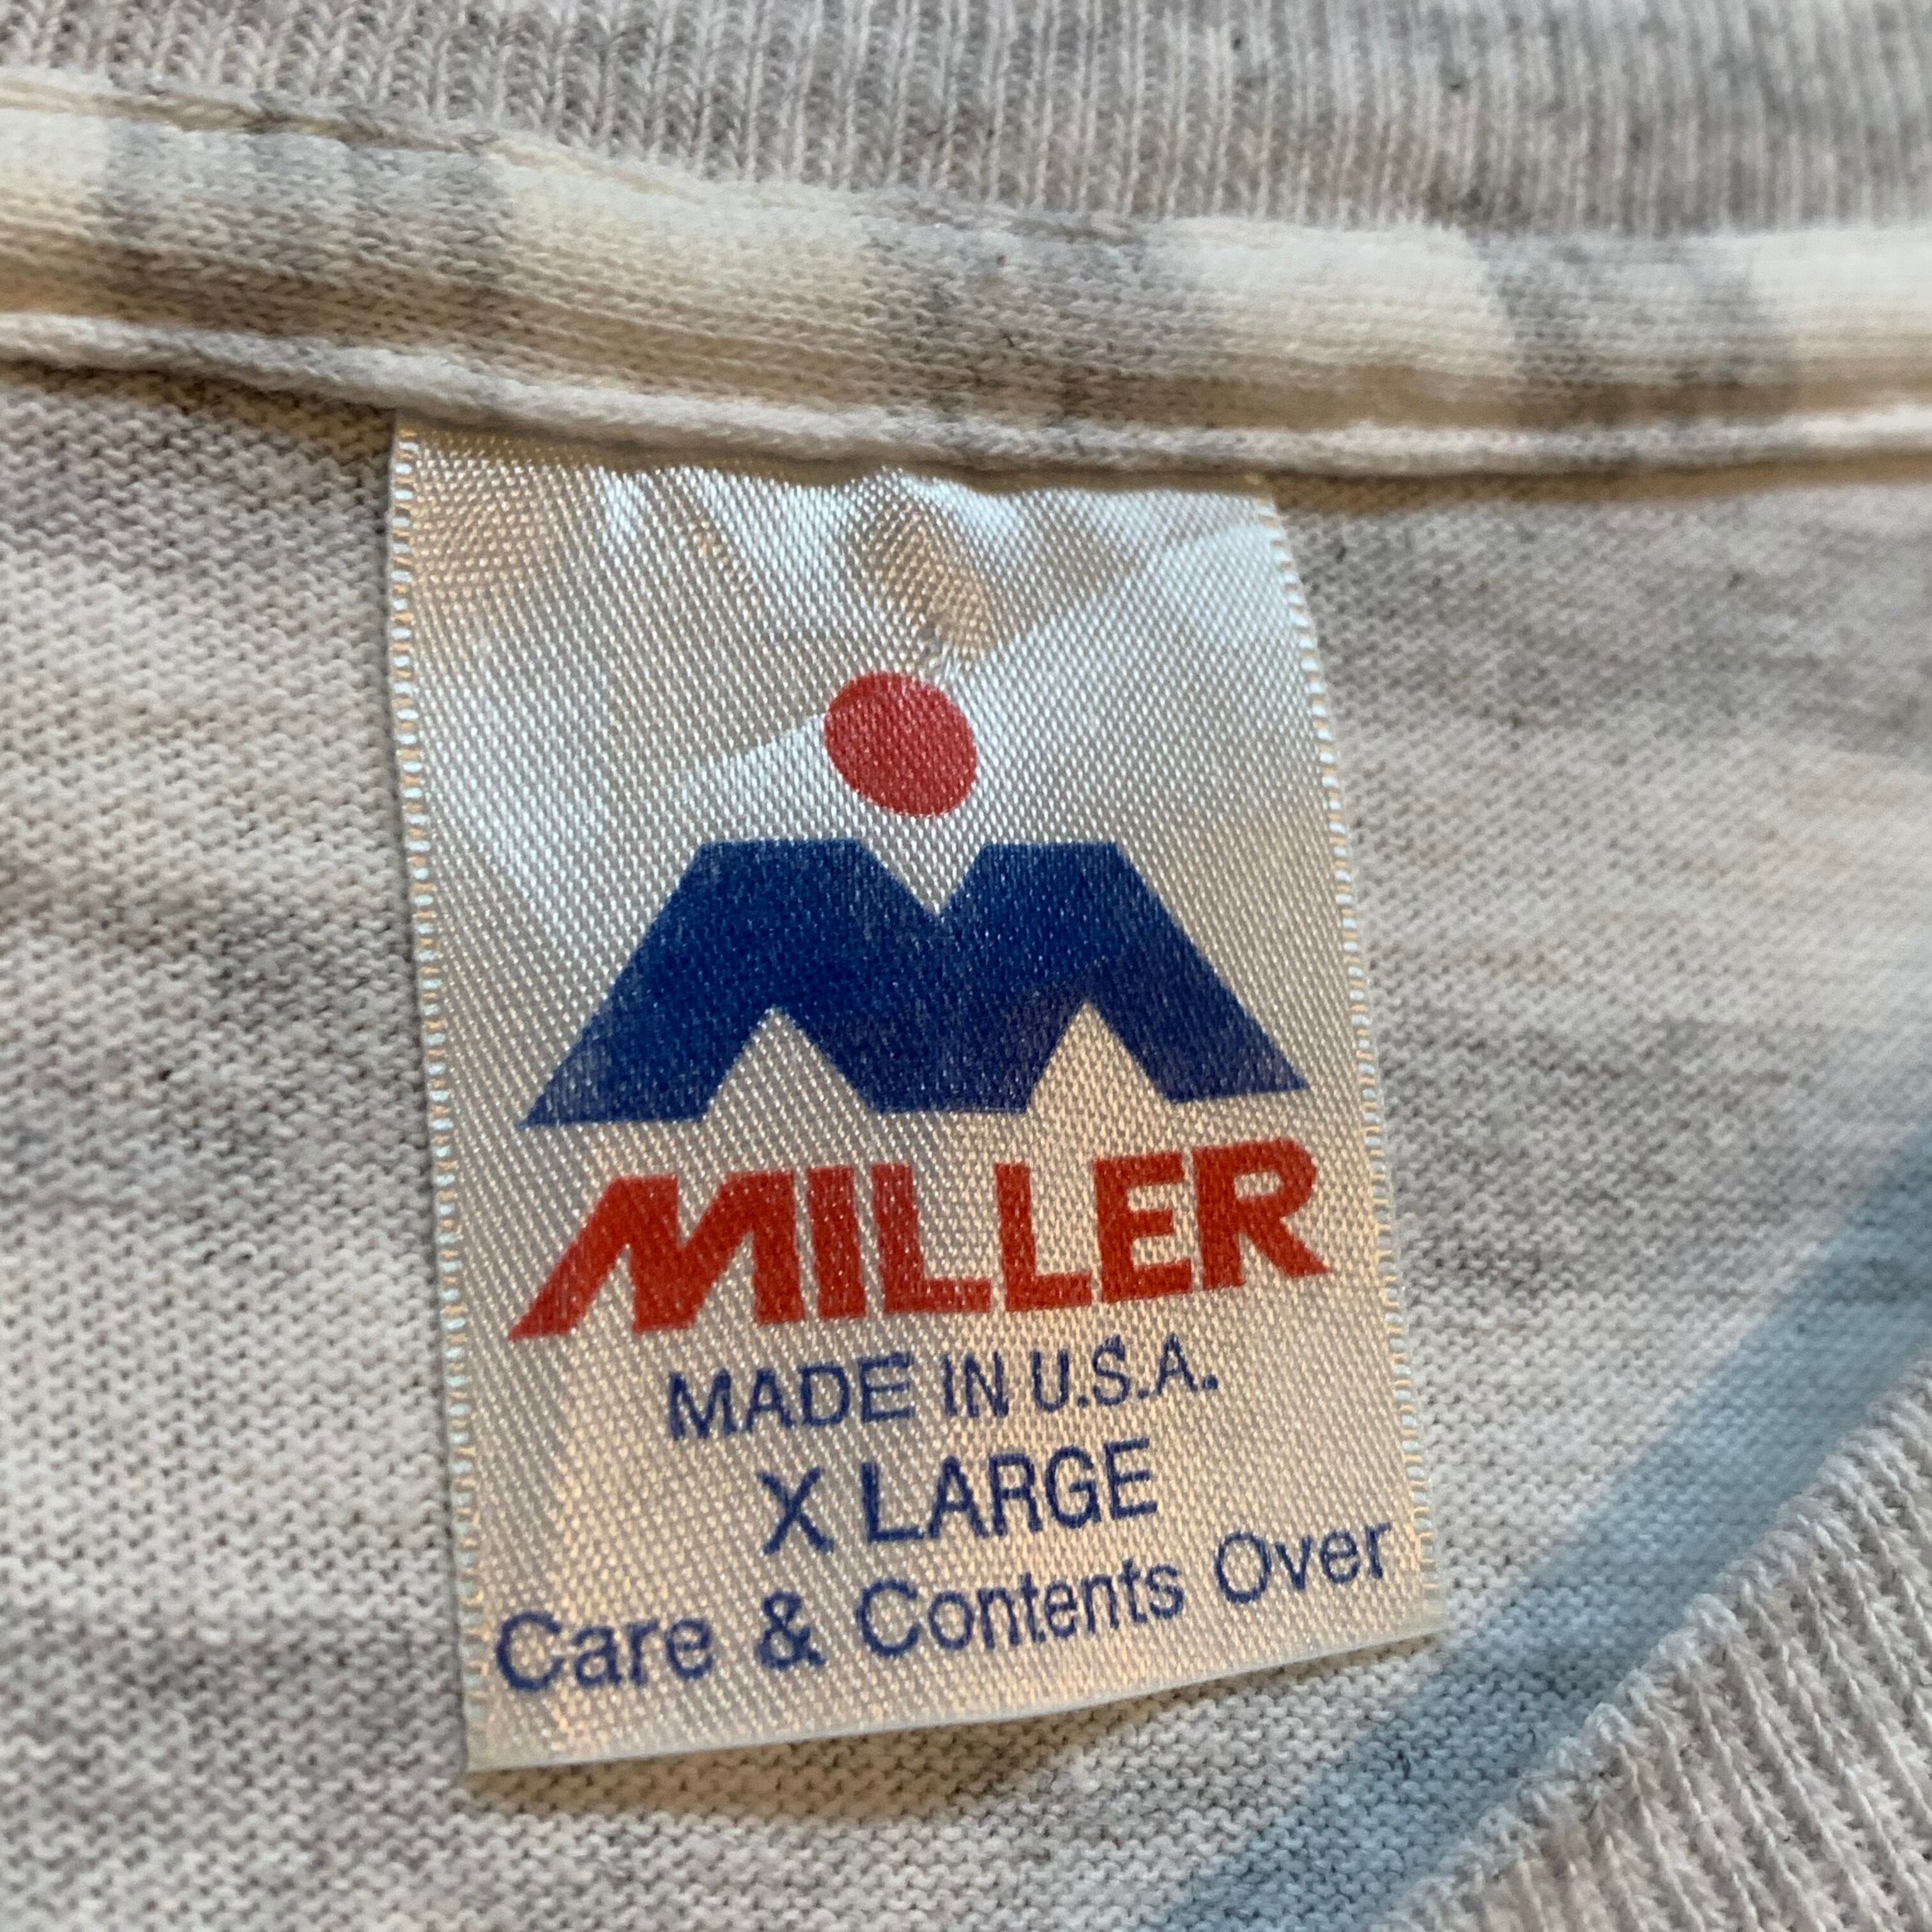 MILLER
MADE IN U.S.A.
X LARGE
Care & Contents Over